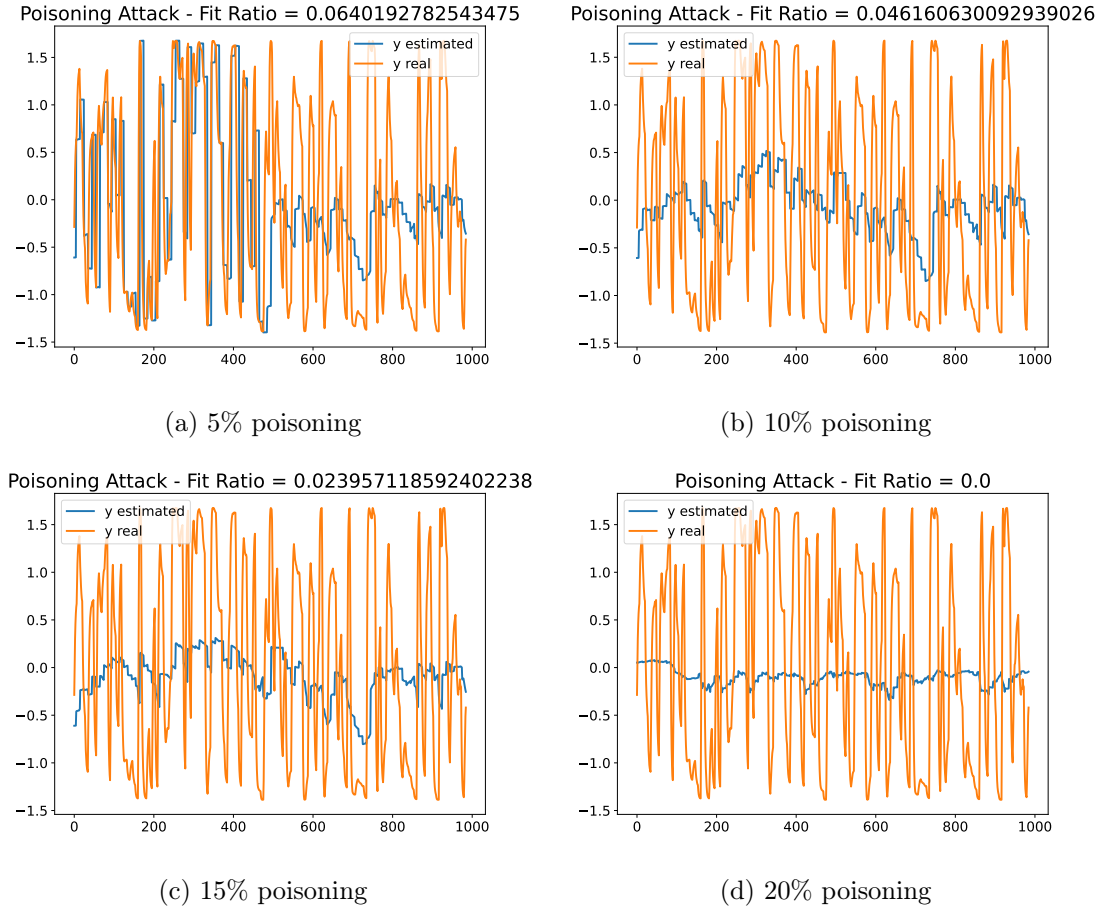 Poisoning Attack - Fit Ratio = 0.0640192782543475
y estimated
y real
1.5
1.0
0.5
0.0
−0.5
−1.0
−1.5
0 200 400 600 800 1000
(a) 5% poisoning
Poisoning Attack - Fit Ratio = 0.046160630092939026
y estimated
y real
1.5
1.0
0.5
0.0
−0.5
−1.0
−1.5
0 200 400 600 800 1000
(b) 10% poisoning
Poisoning Attack - Fit Ratio = 0.023957118592402238
y estimated
y real
1.5
1.0
0.5
0.0
−0.5
−1.0
−1.5
0 200 400 600 800 1000
(c) 15% poisoning
Poisoning Attack - Fit Ratio = 0.0
y estimated
y real
1.5
1.0
0.5
0.0
−0.5
−1.0
−1.5
0 200 400 600 800 1000
(d) 20% poisoning